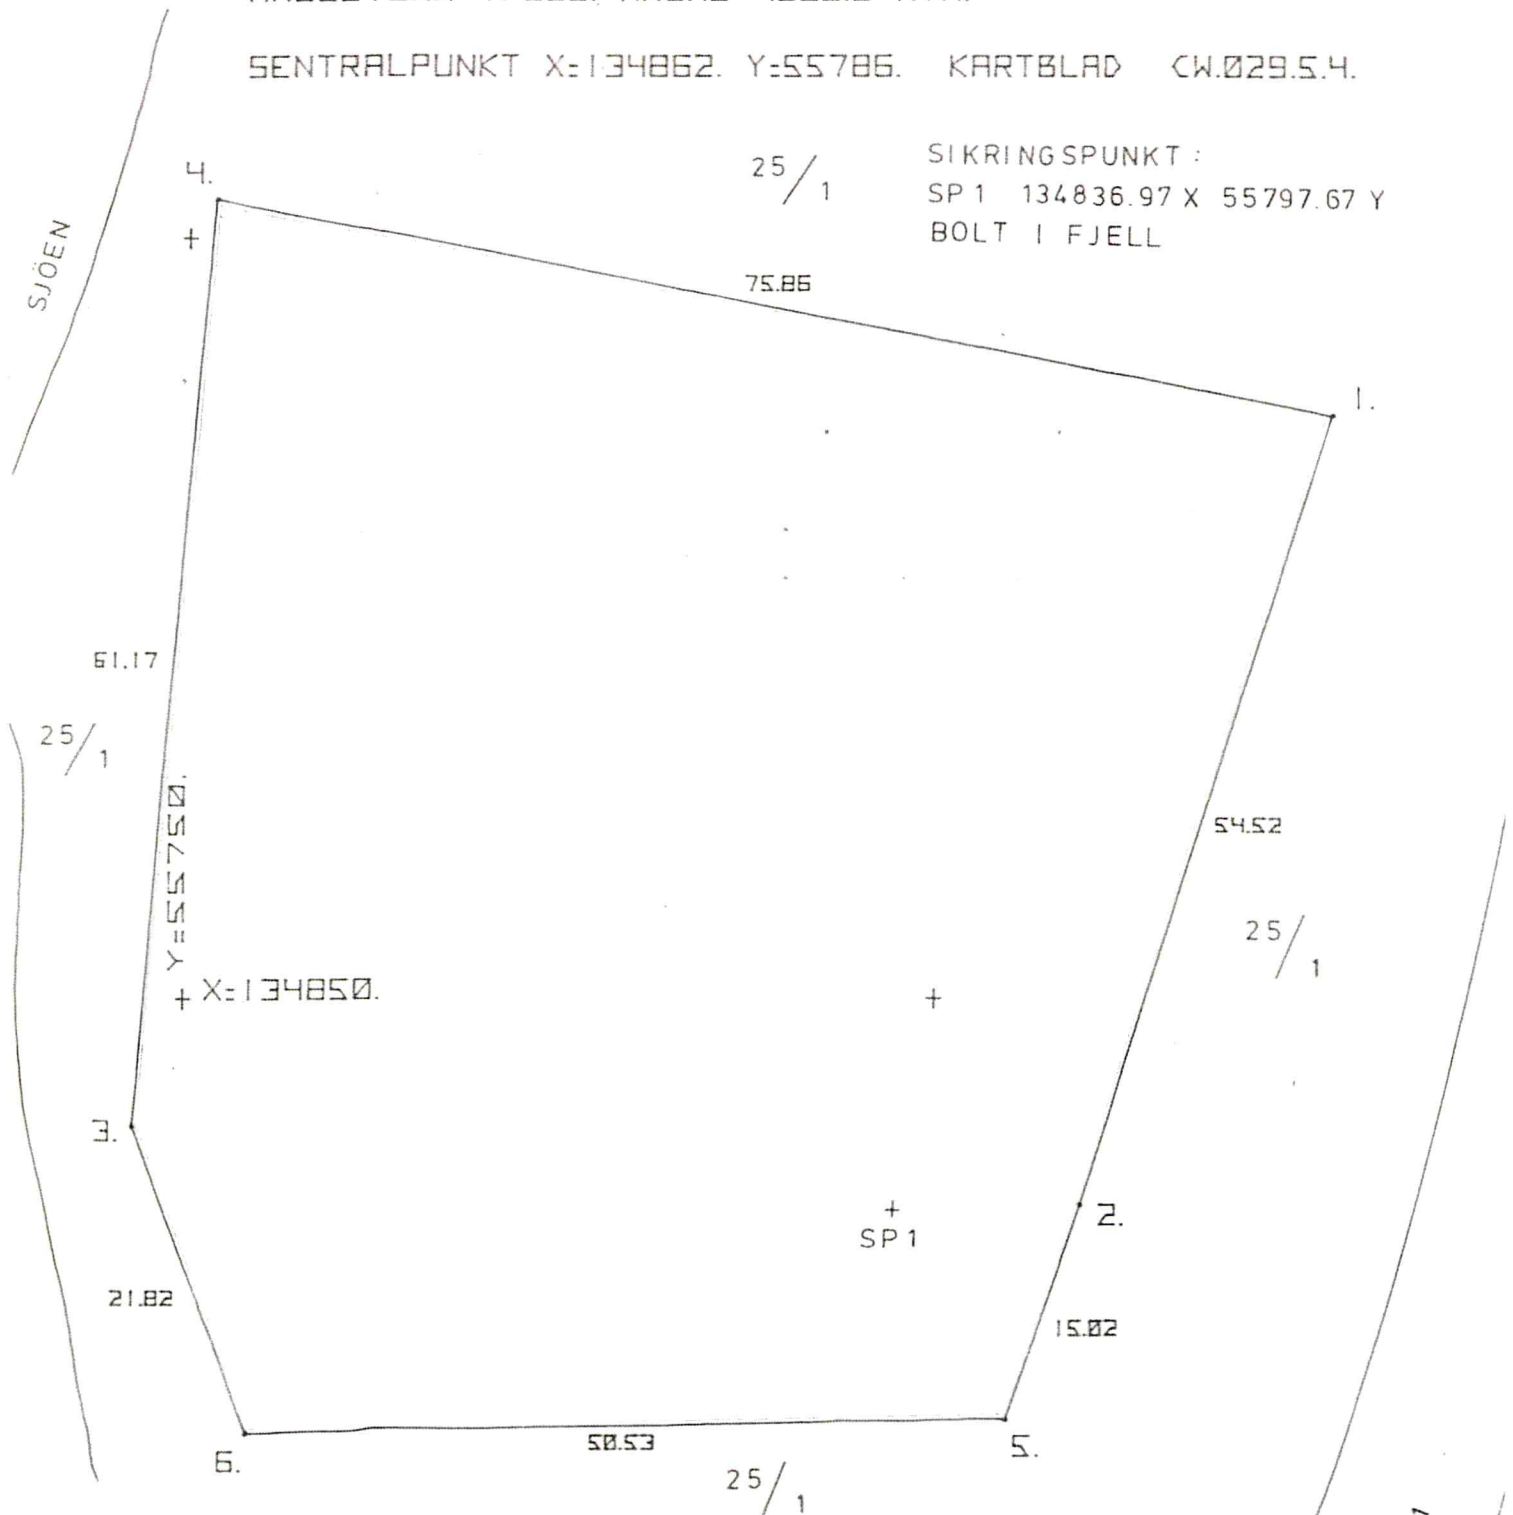 SENTRALPUNKT X=134862. Y=55786. KARTBLAD CW.029.5.4.
SIKRINGSPUNKT :
SP 1 134836.97 X 55797.67 Y
BOLT I FJELL
25/1
4.
SJÖEN
75.86
1.
61.17
25/1
Y=55750.
54.52
25/1
X=134850.
3.
2.
SP1
21.82
15.02
50.53
5.
6.
25/1